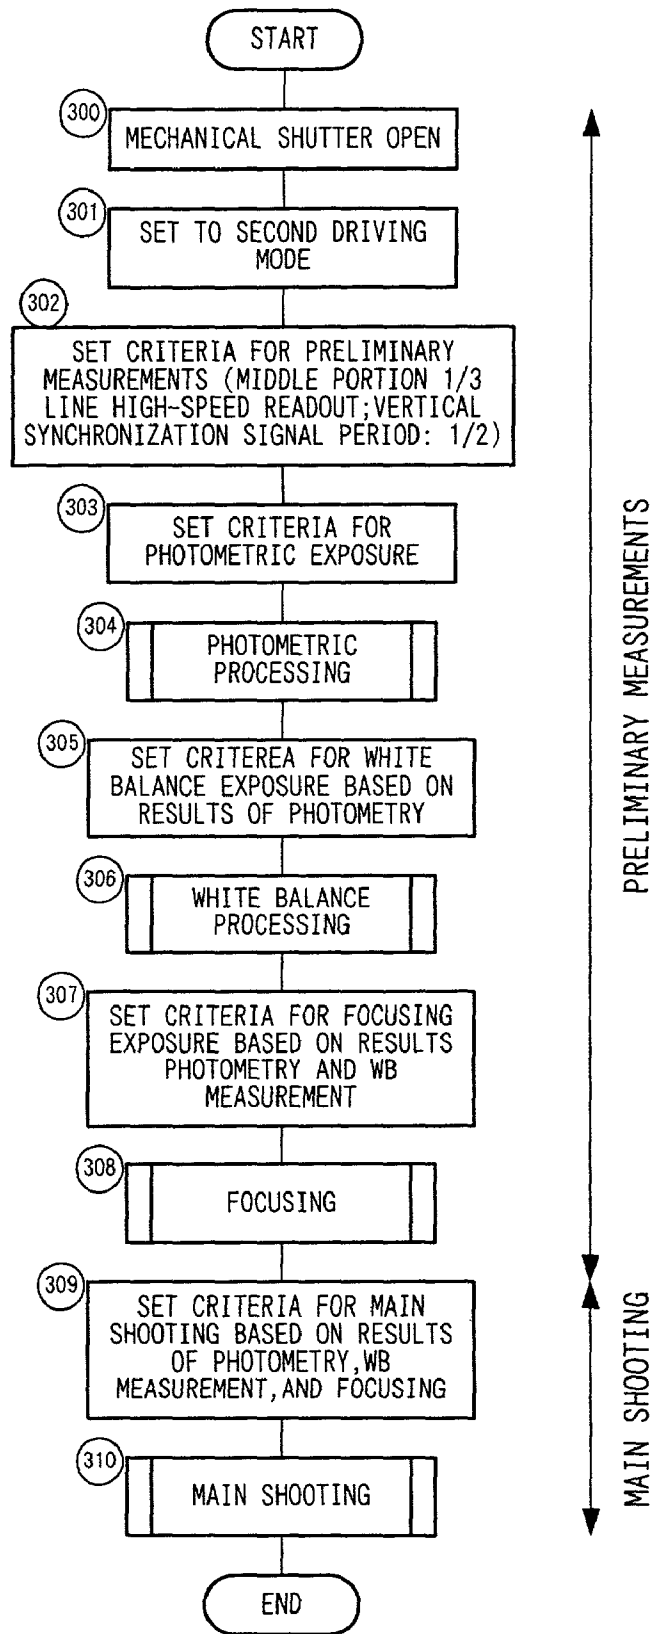 START
300
MECHANICAL SHUTTER OPEN
301
SET TO SECOND DRIVING
MODE
302
SET CRITERIA FOR PRELIMINARY
MEASUREMENTS (MIDDLE PORTION 1/3
LINE HIGH-SPEED READOUT;VERTICAL
SYNCHRONIZATION SIGNAL PERIOD: 1/2)
303
SET CRITERIA FOR
PHOTOMETRIC EXPOSURE
304
PHOTOMETRIC
PROCESSING
305
SET CRITEREA FOR WHITE
BALANCE EXPOSURE BASED ON
RESULTS OF PHOTOMETRY
306
WHITE BALANCE
PROCESSING
307
SET CRITERIA FOR FOCUSING
EXPOSURE BASED ON RESULTS
PHOTOMETRY AND WB
MEASUREMENT
308
FOCUSING
PRELIMINARY MEASUREMENTS
309
SET CRITERIA FOR MAIN
SHOOTING BASED ON RESULTS
OF PHOTOMETRY,WB
MEASUREMENT,AND FOCUSING
310
MAIN SHOOTING
MAIN SHOOTING
END